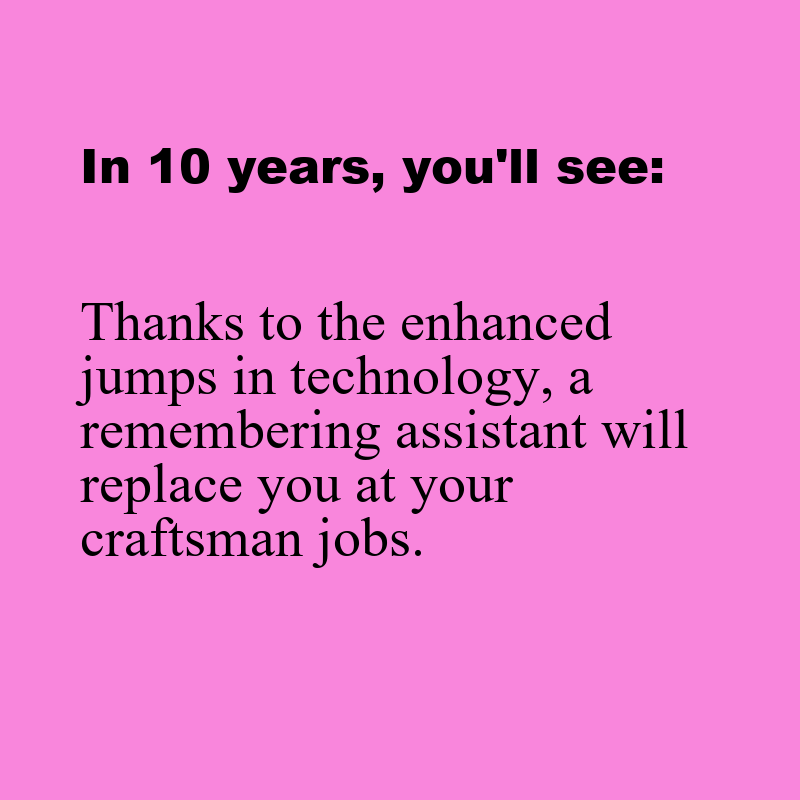 In 10 years, you'll see:
Thanks to the enhanced
jumps in technology, a
remembering assistant will
replace you at your
craftsman jobs.